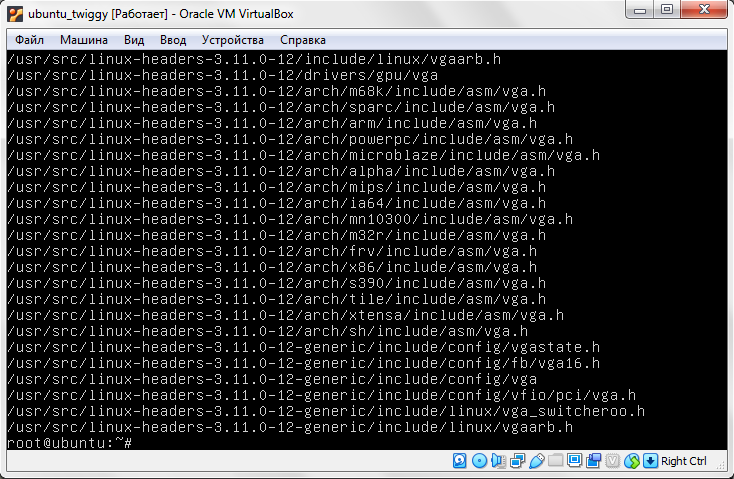 ubuntu_twiggy [Работает] - Oracle VM VirtualBox
Файл Машина Вид Ввод Устройства Справка
/usr/src/linux-headers-3.11.0-12/include/linux/vgaarb.h
/usr/src/linux-headers-3.11.0-12/drivers/gpu/vga
/usr/src/linux-headers-3.11.0-12/arch/m68k/include/asm/vga.h
/usr/src/linux-headers-3.11.0-12/arch/sparc/include/asm/vga.h
/usr/src/linux-headers-3.11.0-12/arch/arm/include/asm/vga.h
/usr/src/linux-headers-3.11.0-12/arch/powerpc/include/asm/vga.h
/usr/src/linux-headers-3.11.0-12/arch/microblaze/include/asm/vga.h
/usr/src/linux-headers-3.11.0-12/arch/alpha/include/asm/vga.h
/usr/src/linux-headers-3.11.0-12/arch/mips/include/asm/vga.h
/usr/src/linux-headers-3.11.0-12/arch/ia64/include/asm/vga.h
/usr/src/linux-headers-3.11.0-12/arch/mn10300/include/asm/vga.h
/usr/src/linux-headers-3.11.0-12/arch/m32r/include/asm/vga.h
/usr/src/linux-headers-3.11.0-12/arch/frv/include/asm/vga.h
/usr/src/linux-headers-3.11.0-12/arch/x86/include/asm/vga.h
/usr/src/linux-headers-3.11.0-12/arch/s390/include/asm/vga.h
/usr/src/linux-headers-3.11.0-12/arch/tile/include/asm/vga.h
/usr/src/linux-headers-3.11.0-12/arch/xtensa/include/asm/vga.h
/usr/src/linux-headers-3.11.0-12/arch/sh/include/asm/vga.h
/usr/src/linux-headers-3.11.0-12-generic/include/config/vgastate.h
/usr/src/linux-headers-3.11.0-12-generic/include/config/fb/vga16.h
/usr/src/linux-headers-3.11.0-12-generic/include/config/vga
/usr/src/linux-headers-3.11.0-12-generic/include/config/vfio/pci/vga.h
/usr/src/linux-headers-3.11.0-12-generic/include/linux/vga_switcheroo.h
/usr/src/linux-headers-3.11.0-12-generic/include/linux/vgaarb.h
root@ubuntu:~#
Right Ctrl